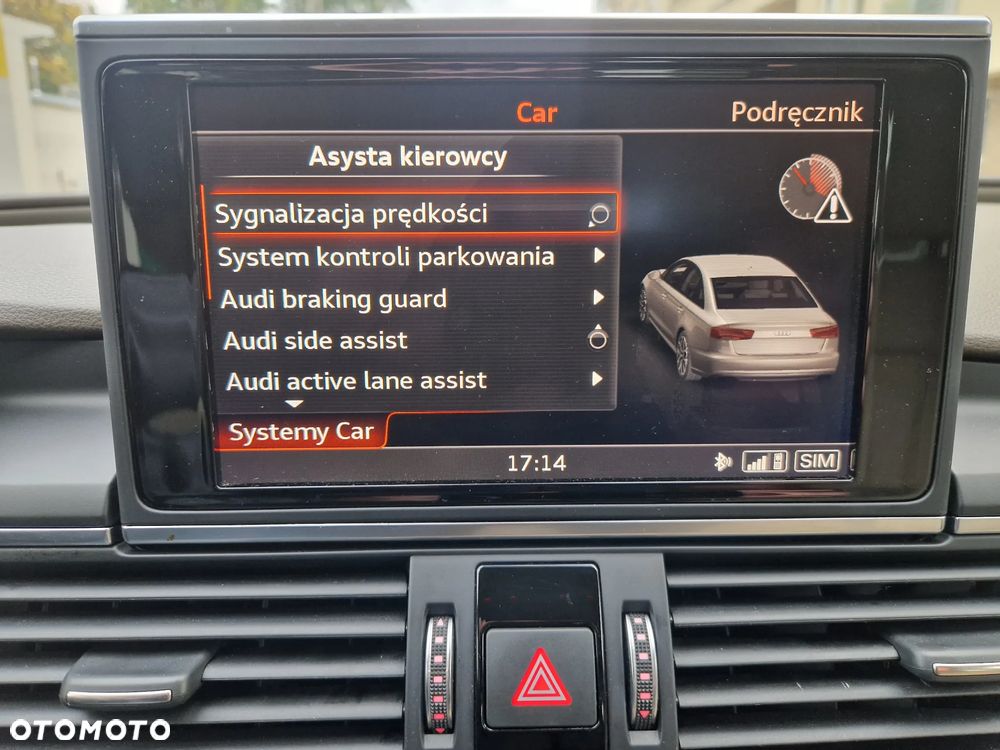 Car
Podręcznik
Asysta kierowcy
Sygnalizacja prędkości
System kontroli parkowania
Audi braking guard
Audi side assist
Audi active lane assist
Systemy Car
17:14
SIM
OTOMOTO